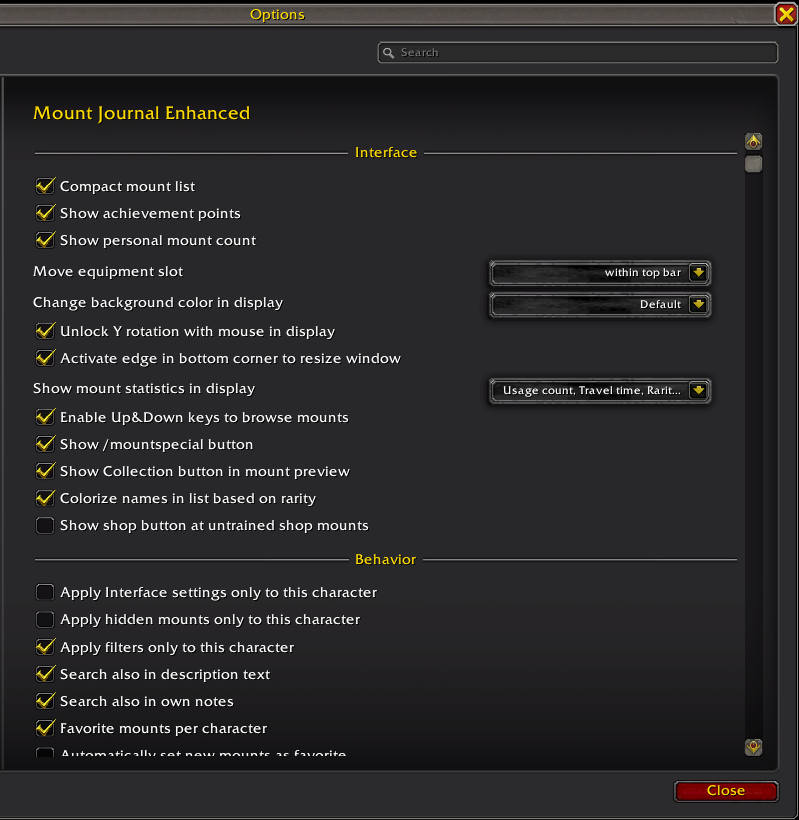 Options
Search
Mount Journal Enhanced
Interface
Compact mount list
Show achievement points
Show personal mount count
Move equipment slot
within top bar
Change background color in display
Default
Unlock Y rotation with mouse in display
Activate edge in bottom corner to resize window
Show mount statistics in display
Usage count, Travel time, Rarit...
Enable Up&Down keys to browse mounts
Show /mountspecial button
Show Collection button in mount preview
Colorize names in list based on rarity
Show shop button at untrained shop mounts
Behavior
Apply Interface settings only to this character
Apply hidden mounts only to this character
Apply filters only to this character
Search also in description text
Search also in own notes
Favorite mounts per character
Automatically set new mounts as favorite
Close